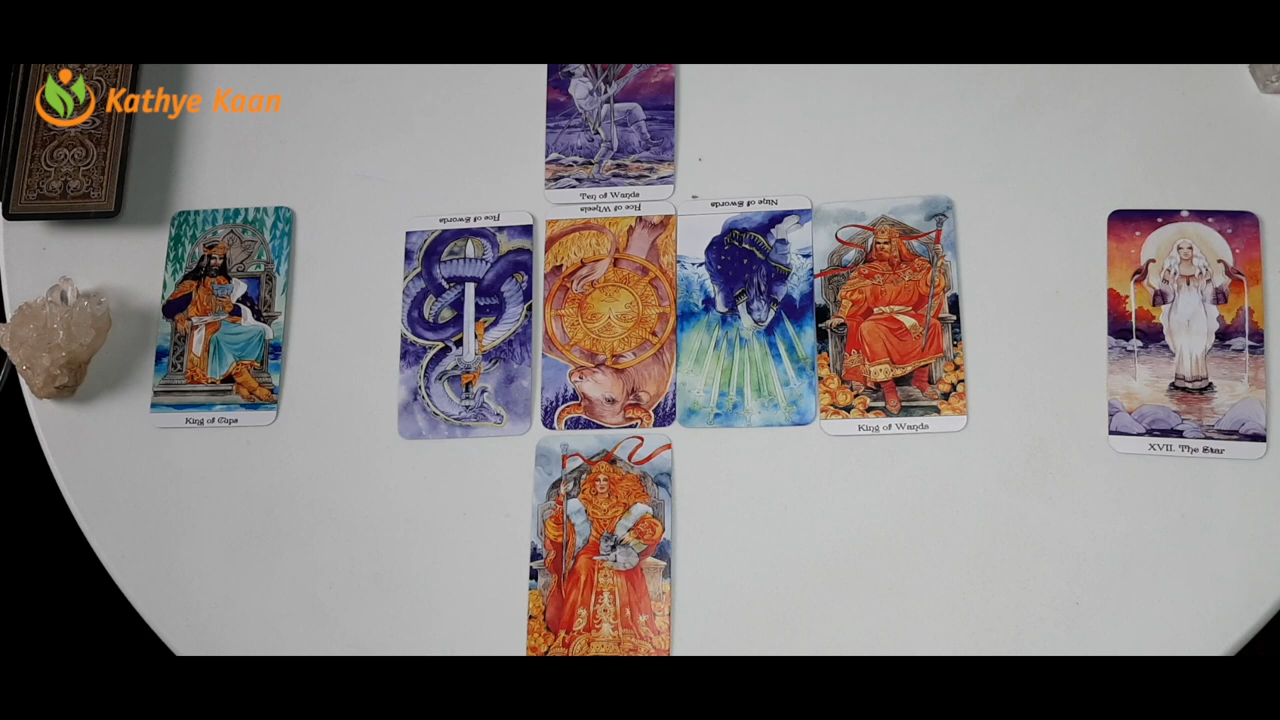 Kathye Kaan
Ten of Wands
Ace of Swords
Ace of Wheels
Nine of Swords
King of Cups
King of Wands
XVII. The Star